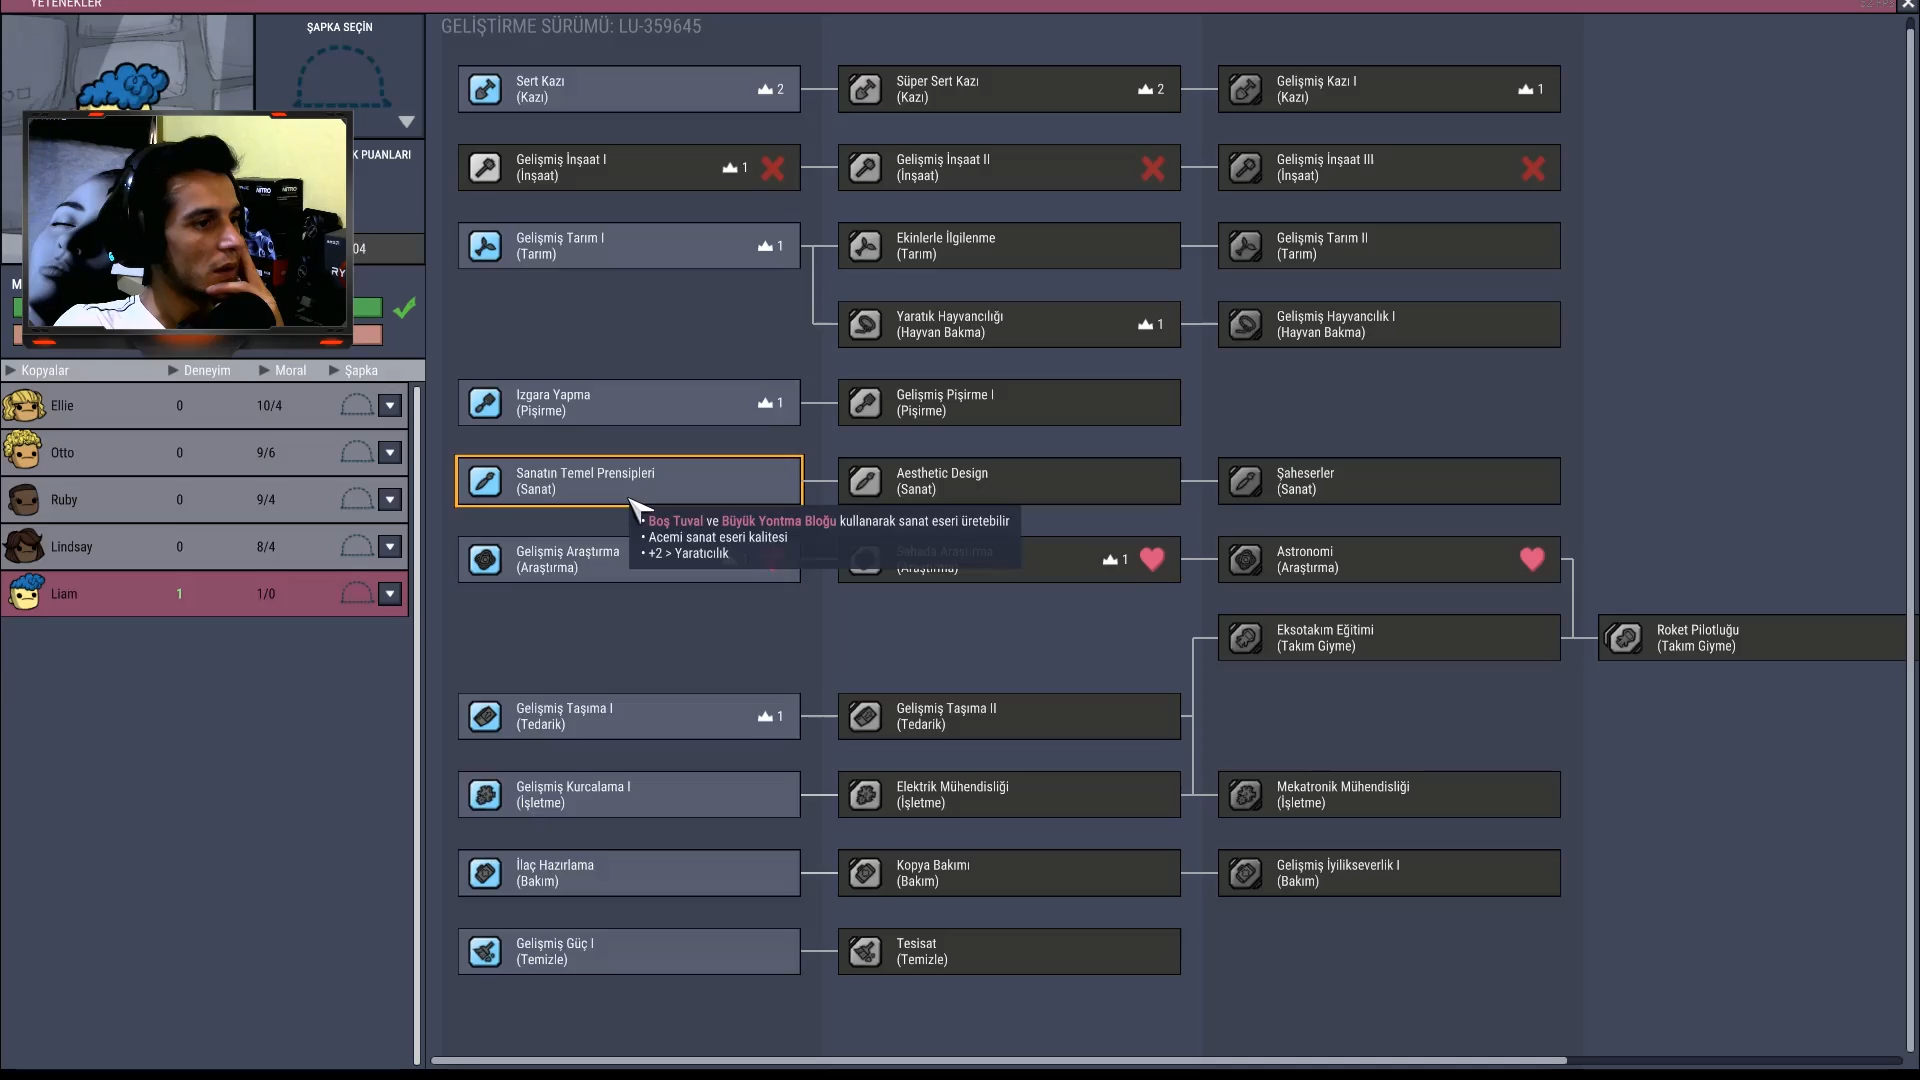 YETENEKLER
ŞAPKA SEÇİN
K PUANLARI
04
M
NITRO
NITRO
RY
Kopyalar
Deneyim
Moral
Şapka
Ellie
0
10/4
Otto
0
9/6
Ruby
0
9/4
Lindsay
0
8/4
Liam
1
1/0
GELİŞTİRME SÜRÜMÜ: LU-359645
Sert Kazı
(Kazı)
2
Süper Sert Kazı
(Kazı)
2
Gelişmiş Kazı I
(Kazı)
1
Gelişmiş İnşaat I
(İnşaat)
1
Gelişmiş İnşaat II
(İnşaat)
Gelişmiş İnşaat III
(İnşaat)
Gelişmiş Tarım I
(Tarım)
1
Ekinlerle İlgilenme
(Tarım)
Gelişmiş Tarım II
(Tarım)
Yaratık Hayvancılığı
(Hayvan Bakma)
1
Gelişmiş Hayvancılık I
(Hayvan Bakma)
Izgara Yapma
(Pişirme)
1
Gelişmiş Pişirme I
(Pişirme)
Sanatın Temel Prensipleri
(Sanat)
Aesthetic Design
(Sanat)
Şaheserler
(Sanat)
• Boş Tuval ve Büyük Yontma Bloğu kullanarak sanat eseri üretebilir
• Acemi sanat eseri kalitesi
• +2 > Yaratıcılık
Gelişmiş Araştırma
(Araştırma)
Sahada Araştırma
(Araştırma)
1
Astronomi
(Araştırma)
Eksotakım Eğitimi
(Takım Giyme)
Roket Pilotluğu
(Takım Giyme)
Gelişmiş Taşıma I
(Tedarik)
1
Gelişmiş Taşıma II
(Tedarik)
Gelişmiş Kurcalama I
(İşletme)
Elektrik Mühendisliği
(İşletme)
Mekatronik Mühendisliği
(İşletme)
İlaç Hazırlama
(Bakım)
Kopya Bakımı
(Bakım)
Gelişmiş İyilikseverlik I
(Bakım)
Gelişmiş Güç I
(Temizle)
Tesisat
(Temizle)